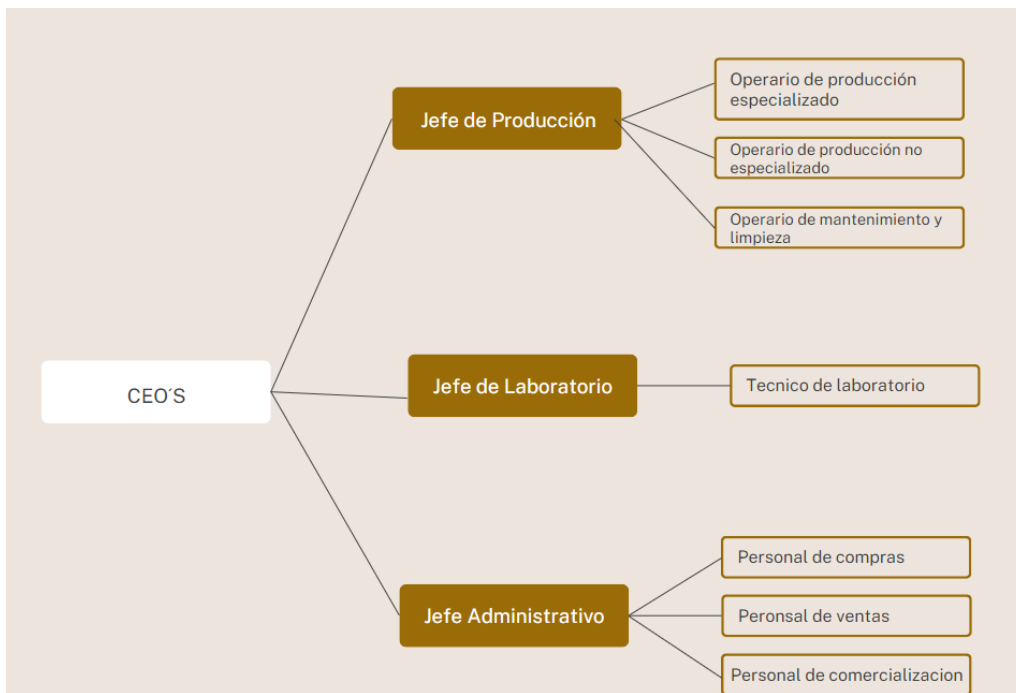 CEO´S
Jefe de Producción
Operario de producción
especializado
Operario de producción no
especializado
Operario de mantenimiento y
limpieza
Jefe de Laboratorio
Tecnico de laboratorio
Jefe Administrativo
Personal de compras
Peronsal de ventas
Personal de comercializacion